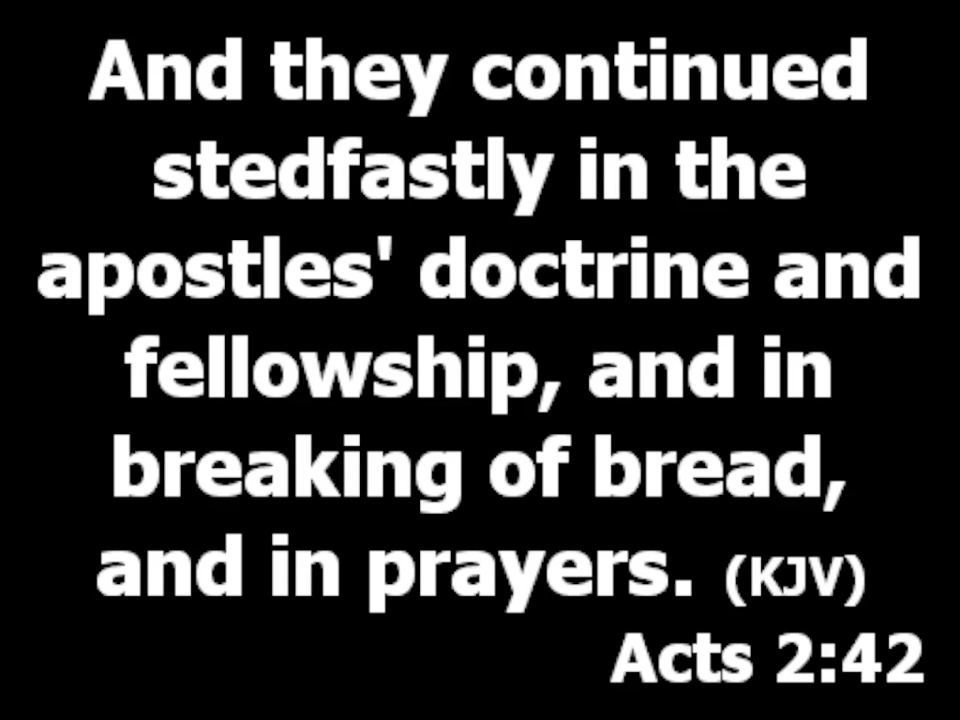 And they continued
stedfastly in the
apostles' doctrine and
fellowship, and in
breaking of bread,
and in prayers. (KJV)
Acts 2:42